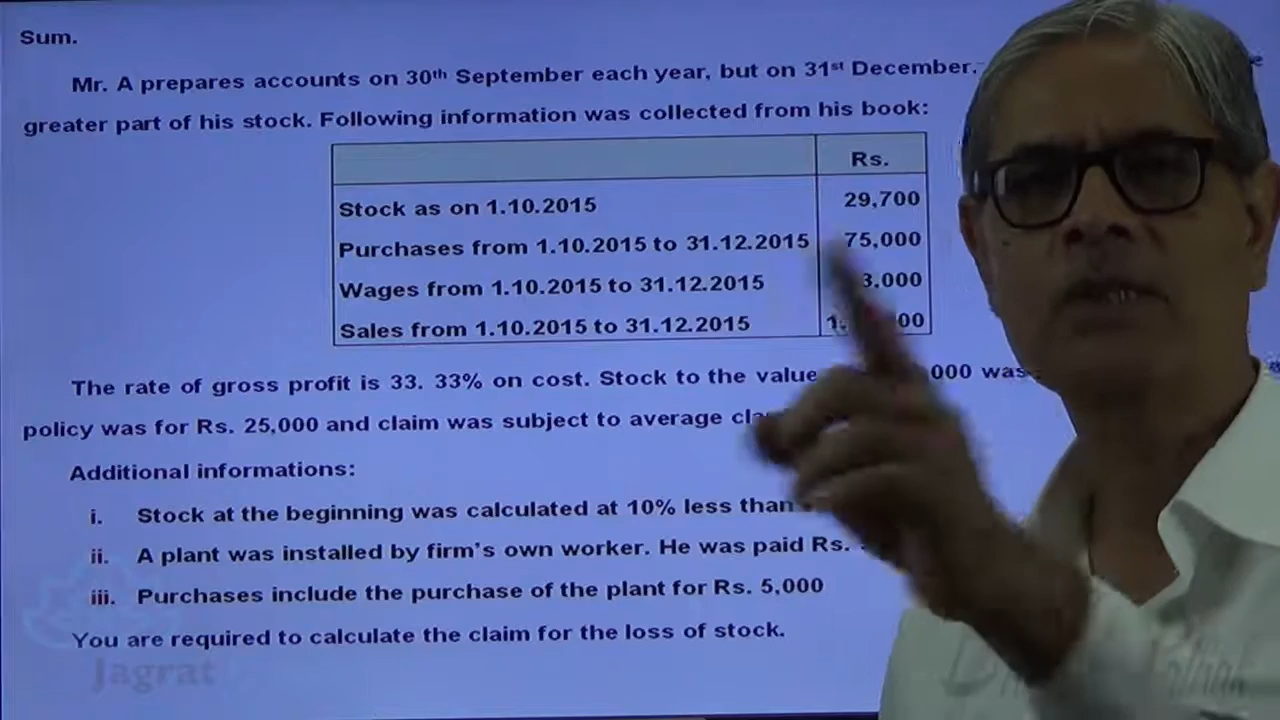 Sum.
Mr. A prepares accounts on 30th September each year, but on 31st December,
greater part of his stock. Following information was collected from his book:
Rs.
Stock as on 1.10.2015 29,700
Purchases from 1.10.2015 to 31.12.2015 75,000
Wages from 1.10.2015 to 31.12.2015 3,000
Sales from 1.10.2015 to 31.12.2015
The rate of gross profit is 33. 33% on cost. Stock to the value 000 was
policy was for Rs. 25,000 and claim was subject to average
Additional informations:
i. Stock at the beginning was calculated at 10% less than
ii. A plant was installed by firm's own worker. He was paid Rs.
iii. Purchases include the purchase of the plant for Rs. 5,000
You are required to calculate the claim for the loss of stock.
Jagrat